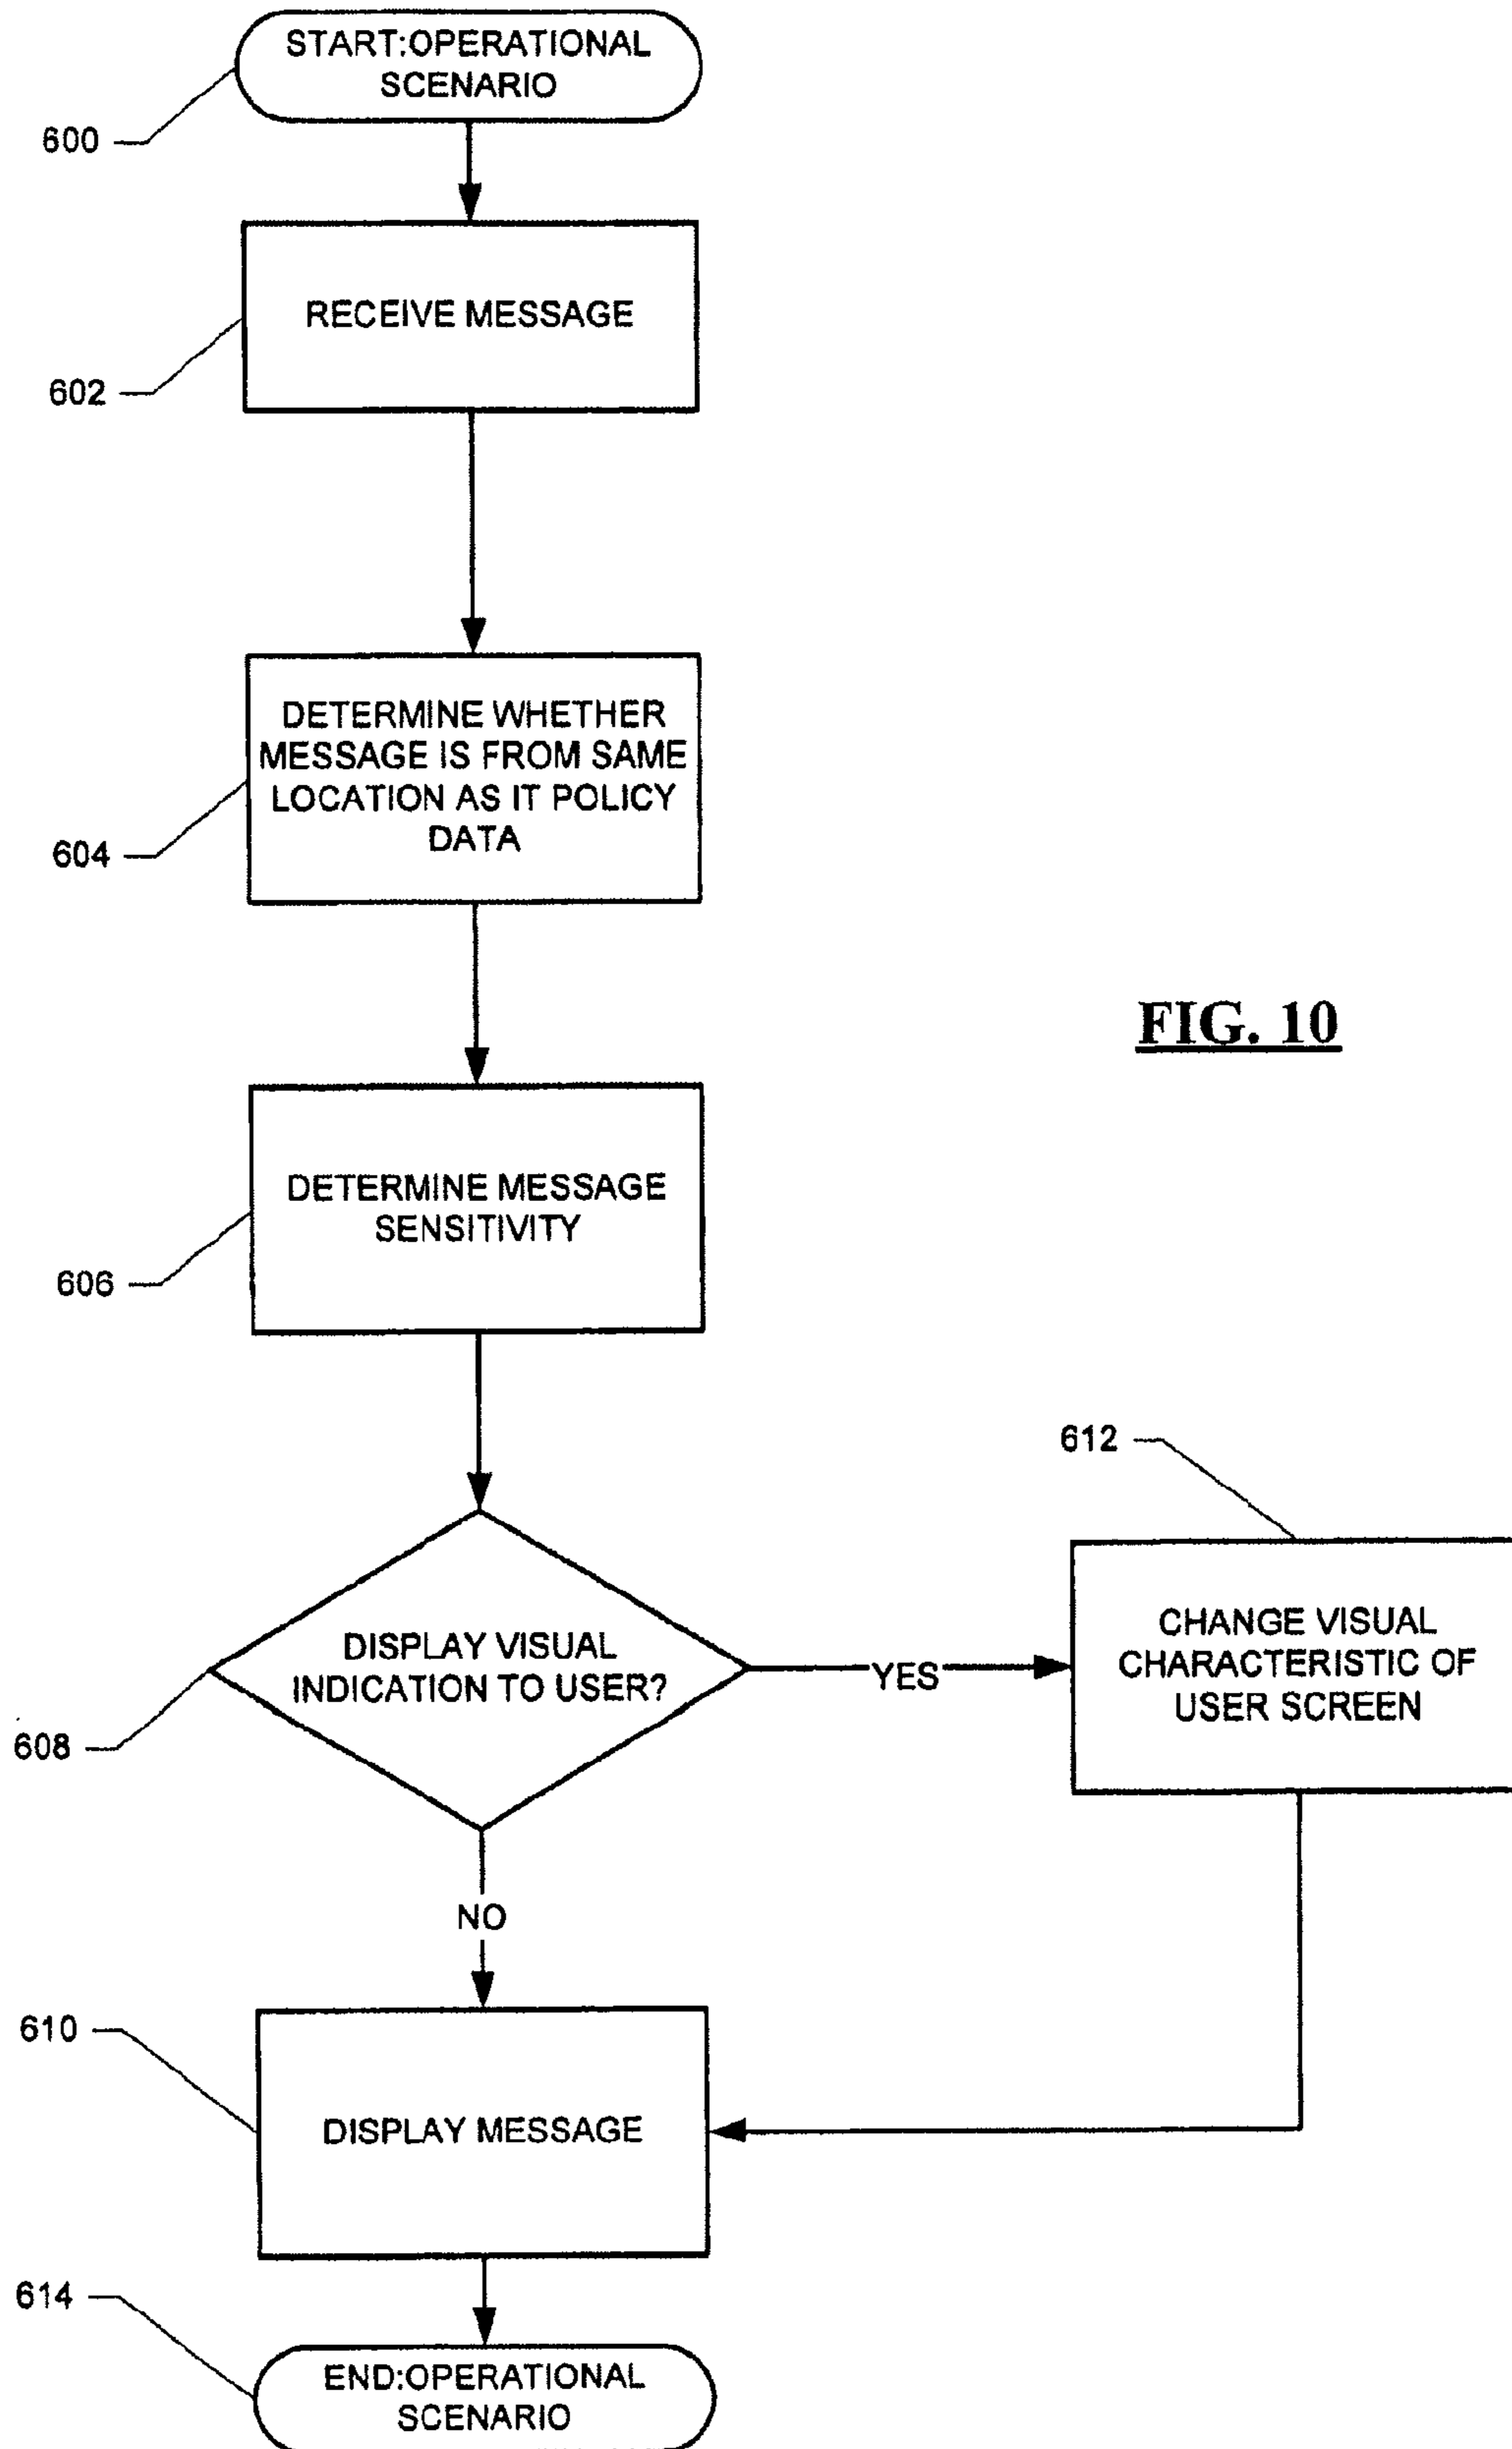 START:OPERATIONAL
SCENARIO
600
RECEIVE MESSAGE
602
DETERMINE WHETHER
MESSAGE IS FROM SAME
LOCATION AS IT POLICY
DATA
604
FIG. 10
DETERMINE MESSAGE
SENSITIVITY
606
612
DISPLAY VISUAL
INDICATION TO USER?
608
YES
CHANGE VISUAL
CHARACTERISTIC OF
USER SCREEN
NO
610
DISPLAY MESSAGE
614
END:OPERATIONAL
SCENARIO